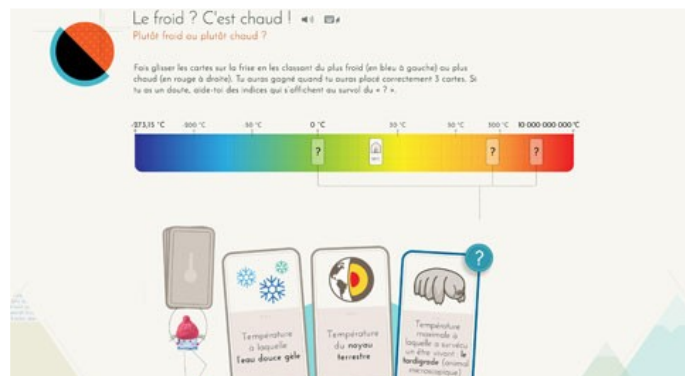 Le froid ? C'est chaud !
Plutôt froid ou plutôt chaud ?
Fais glisser les cartes sur la frise en les classant du plus froid (en bleu à gauche) au plus
chaud (en rouge à droite). Tu auras gagné quand tu auras placé correctement 3 cartes. Si
tu as un doute, aide-toi des indices qui s'affichent au survol du « ? ».
-273,15 °C -200 °C -50 °C 0 °C 20 °C 50 °C 500 °C 10 000 000 000 °C
? ? ?
?
Température
à laquelle
l'eau douce gèle
Température
du noyau
terrestre
Température
maximale à
laquelle a survécu
un être vivant : le
tardigrade (animal
microscopique)